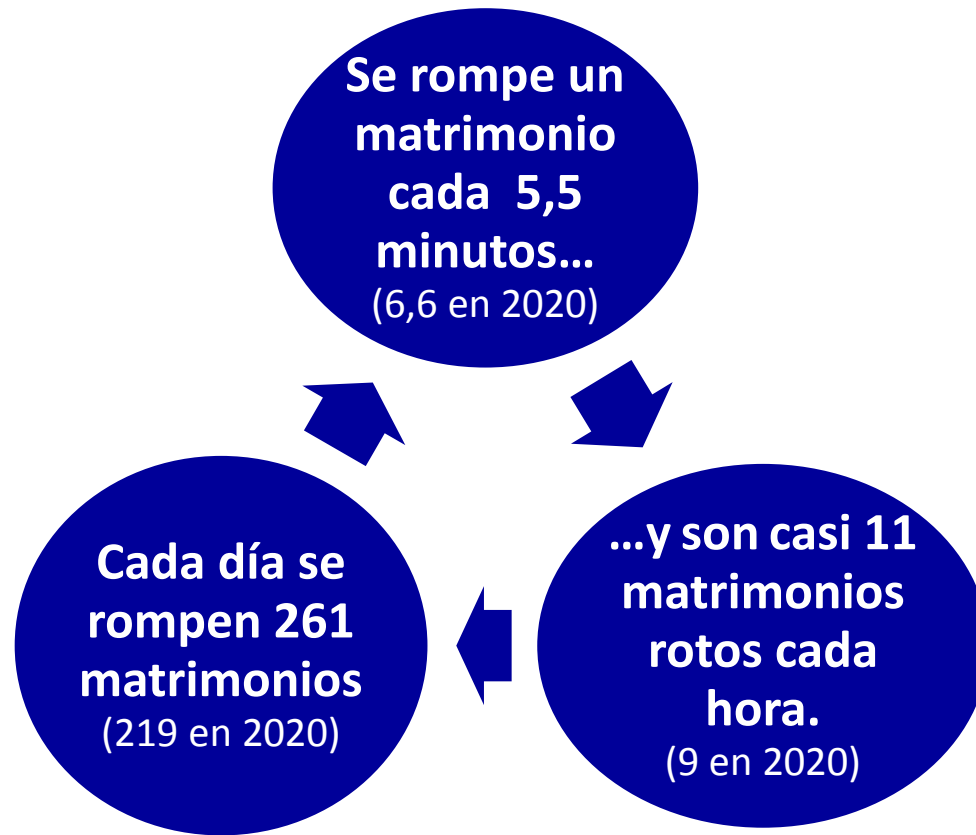 Se rompe un
matrimonio
cada 5,5
minutos...
(6,6 en 2020)
...y son casi 11
matrimonios
rotos cada
hora.
(9 en 2020)
Cada día se
rompen 261
matrimonios
(219 en 2020)